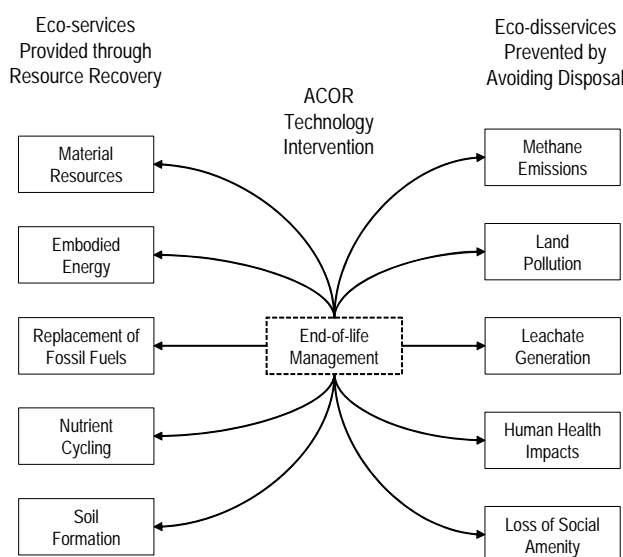 Eco-services
Provided through
Resource Recovery
ACOR
Technology
Intervention
Eco-disservices
Prevented by
Avoiding Disposal
Material
Resources
Embodied
Energy
Replacement of
Fossil Fuels
Nutrient
Cycling
Soil
Formation
End-of-life
Management
Methane
Emissions
Land
Pollution
Leachate
Generation
Human Health
Impacts
Loss of Social
Amenity